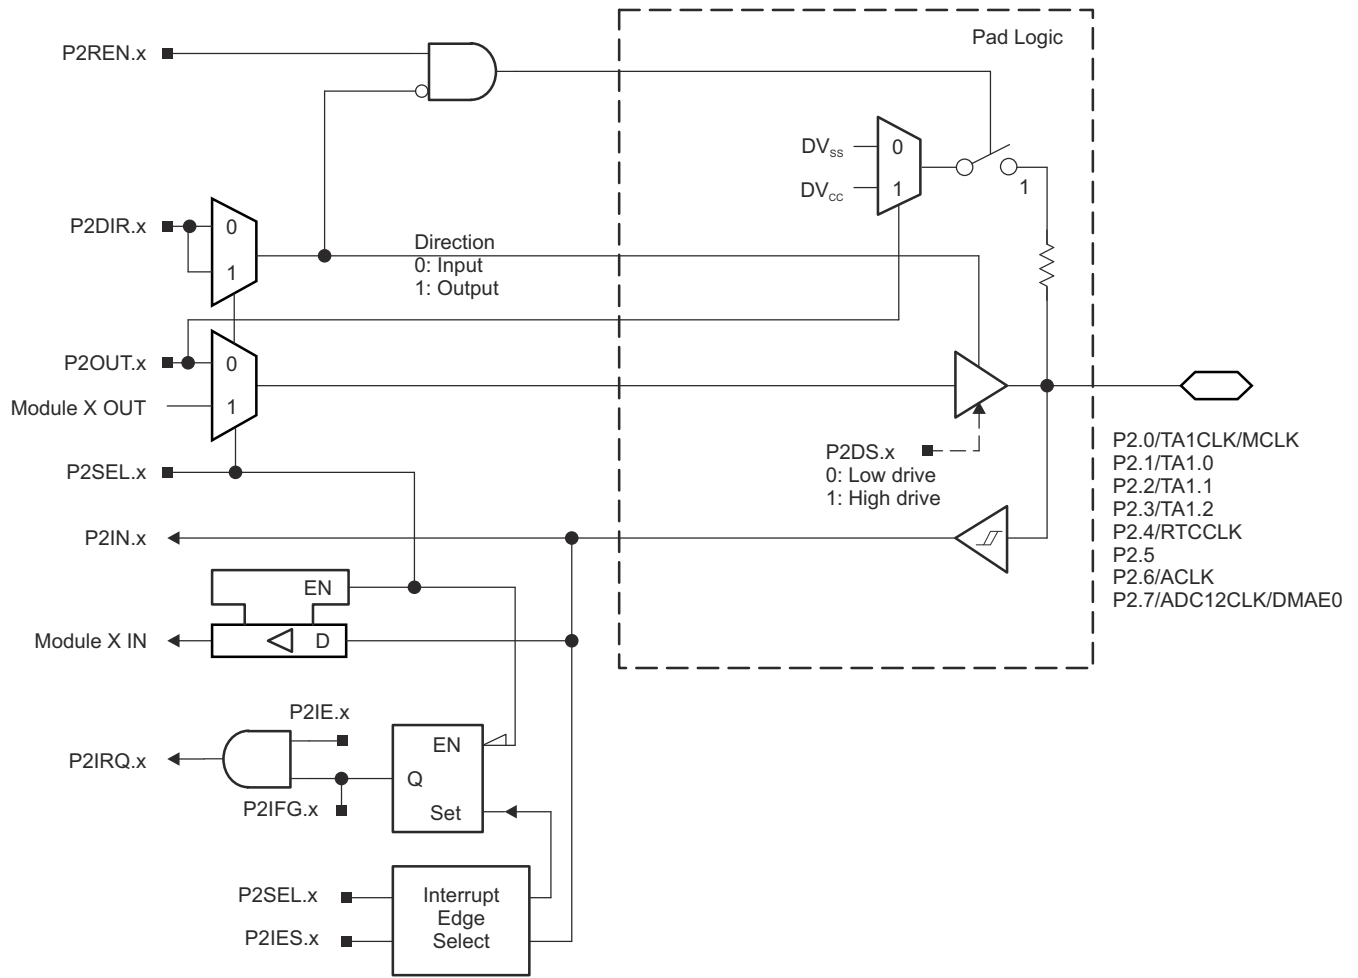 Pad Logic
P2REN.x
DVSS
0
DVCC
1
1
P2DIR.x
0
1
Direction
0: Input
1: Output
P2OUT.x
0
Module X OUT
1
P2SEL.x
P2DS.x
0: Low drive
1: High drive
P2.0/TA1CLK/MCLK
P2.1/TA1.0
P2.2/TA1.1
P2.3/TA1.2
P2.4/RTCCLK
P2.5
P2.6/ACLK
P2.7/ADC12CLK/DMAE0
P2IN.x
EN
Module X IN
D
P2IE.x
P2IRQ.x
EN
Q
P2IFG.x
Set
P2SEL.x
P2IES.x
Interrupt
Edge
Select